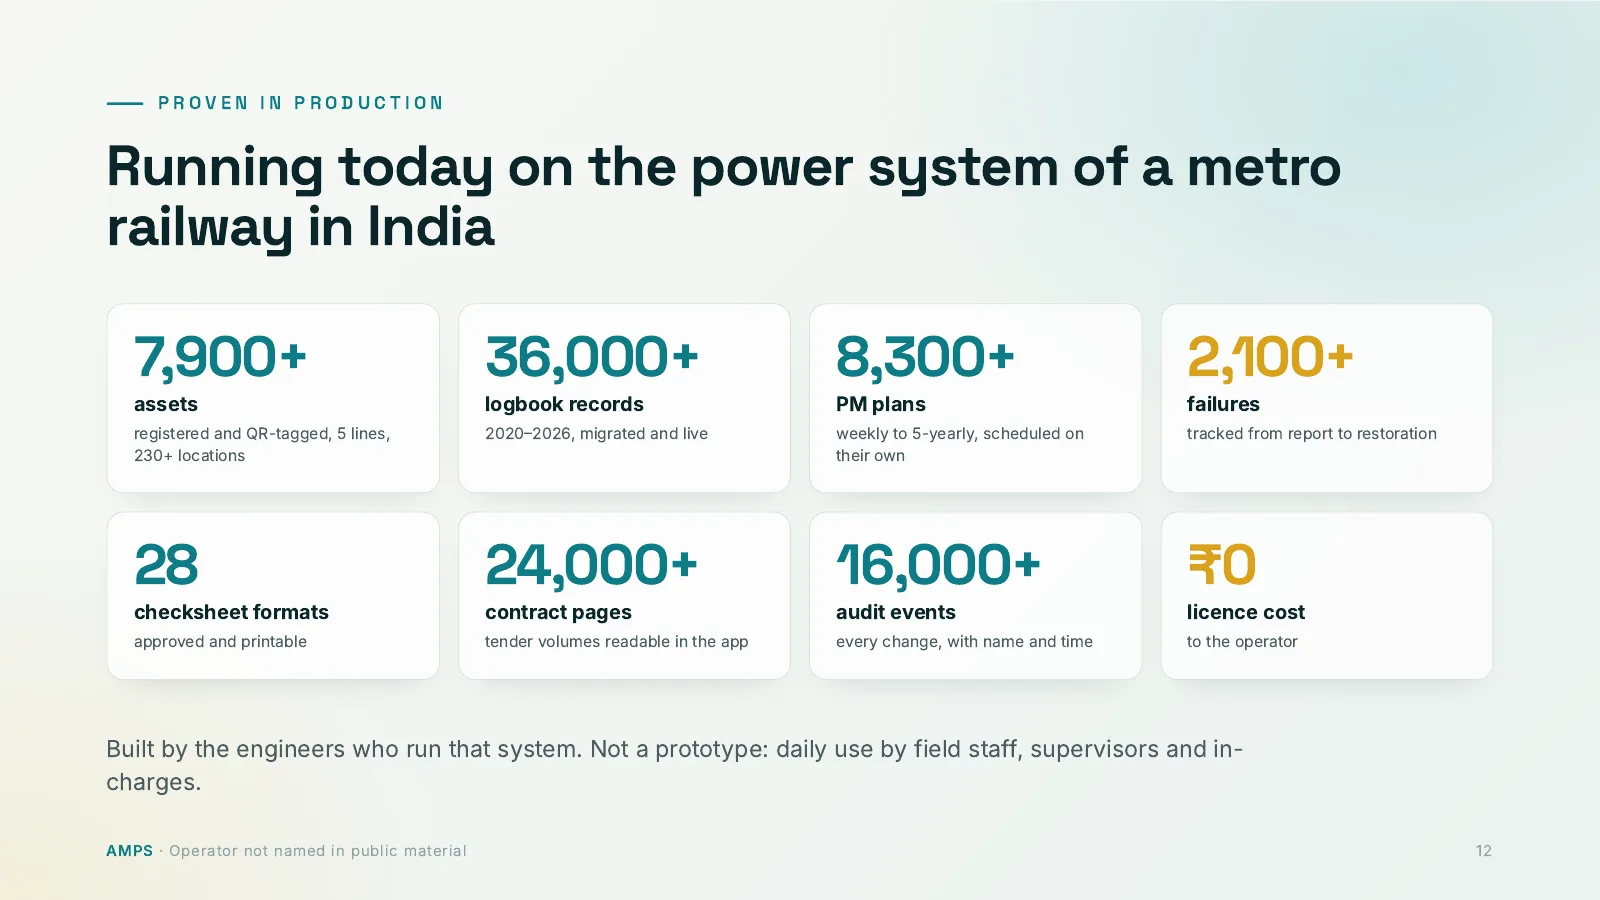 PROVEN IN PRODUCTION
Running today on the power system of a metro
railway in India
7,900+
assets
registered and QR-tagged, 5 lines,
230+ locations
36,000+
logbook records
2020–2026, migrated and live
8,300+
PM plans
weekly to 5-yearly, scheduled on
their own
2,100+
failures
tracked from report to restoration
28
checksheet formats
approved and printable
24,000+
contract pages
tender volumes readable in the app
16,000+
audit events
every change, with name and time
₹0
licence cost
to the operator
Built by the engineers who run that system. Not a prototype: daily use by field staff, supervisors and in-
charges.
AMPS · Operator not named in public material
12